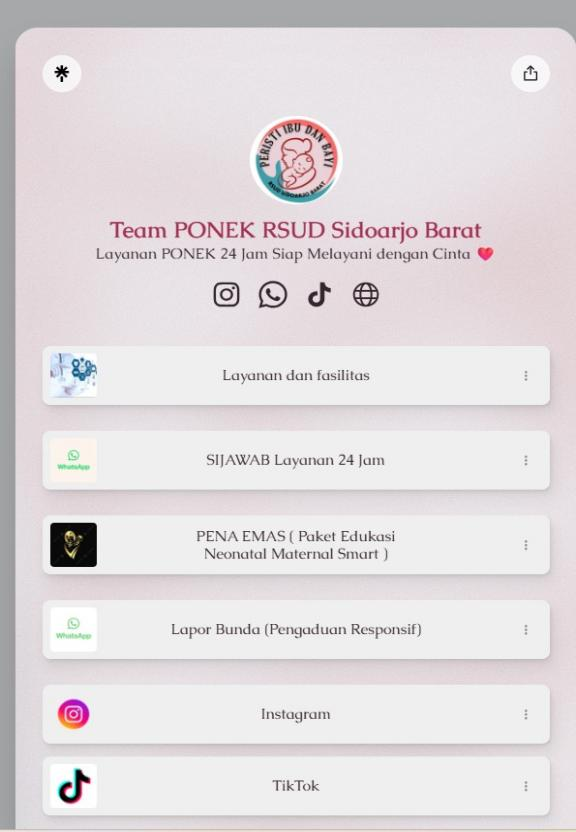 PERISTI IBU DAN BAYI
RSUD SIDOARJO BARAT
Team PONEK RSUD Sidoarjo Barat
Layanan PONEK 24 Jam Siap Melayani dengan Cinta
Layanan dan fasilitas
WhatsApp
SIJAWAB Layanan 24 Jam
PENA EMAS ( Paket Edukasi
Neonatal Maternal Smart )
WhatsApp
Lapor Bunda (Pengaduan Responsif)
Instagram
TikTok